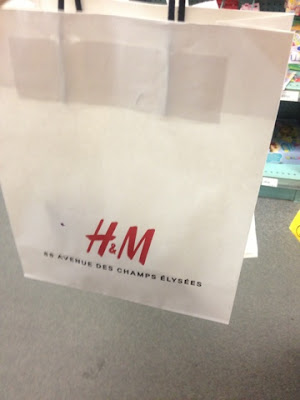 H&M
88 AVENUE DES CHAMPS ÉLYSÉES